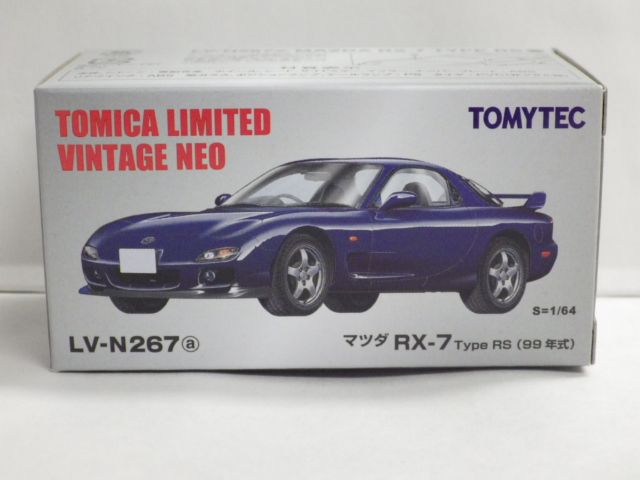 TOMICA LIMITED
VINTAGE NEO
TOMYTEC
S=1/64
LV-N267ⓐ
マツダ RX-7 Type RS (99年式)